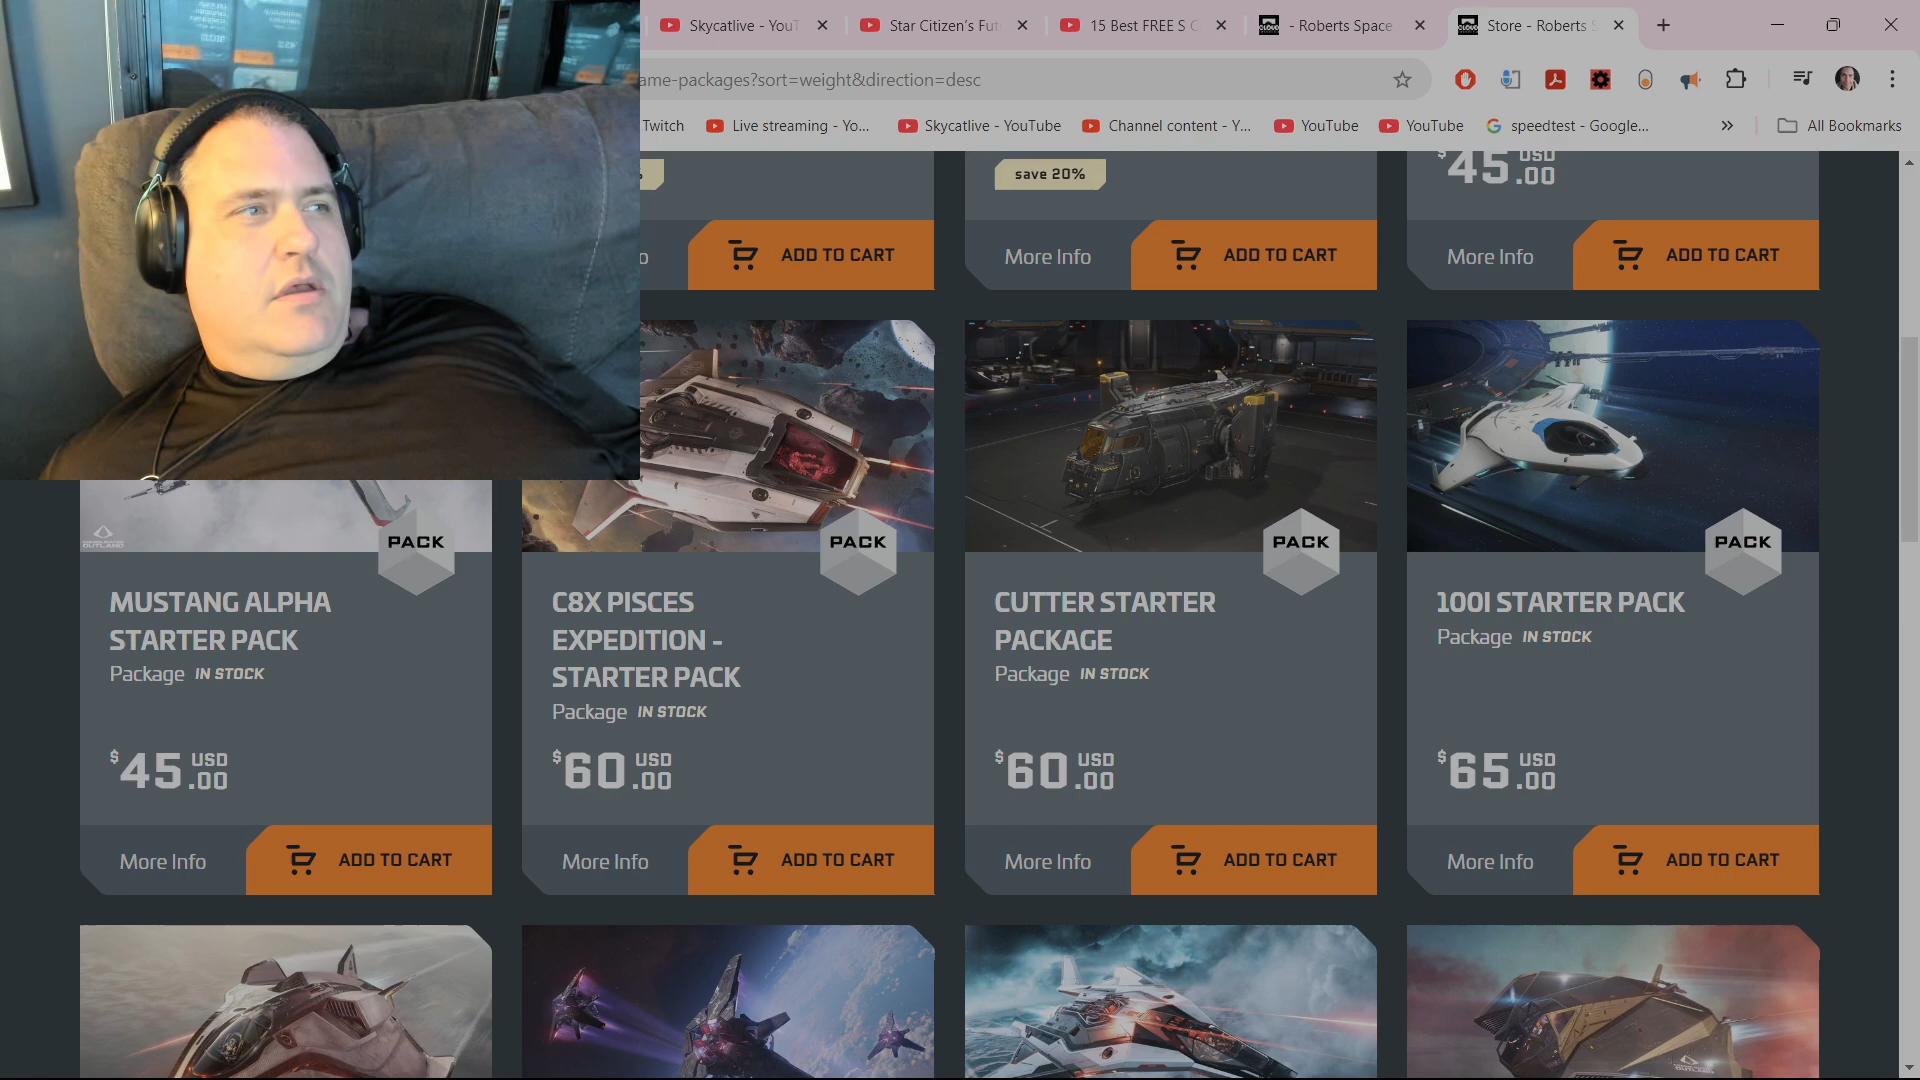 Skycatlive - YouT
Star Citizen's Fut
15 Best FREE S C
- Roberts Space
Store - Roberts S
ame-packages?sort=weight&direction=desc
Twitch
Live streaming - Yo...
Skycatlive - YouTube
Channel content - Y...
YouTube
YouTube
speedtest - Google...
All Bookmarks
save 20%
$45.00 USD
ADD TO CART
More Info
ADD TO CART
More Info
ADD TO CART
PACK
PACK
PACK
PACK
MUSTANG ALPHA
STARTER PACK
Package IN STOCK
$45.00 USD
More Info
ADD TO CART
C8X PISCES
EXPEDITION -
STARTER PACK
Package IN STOCK
$60.00 USD
More Info
ADD TO CART
CUTTER STARTER
PACKAGE
Package IN STOCK
$60.00 USD
More Info
ADD TO CART
100I STARTER PACK
Package IN STOCK
$65.00 USD
More Info
ADD TO CART